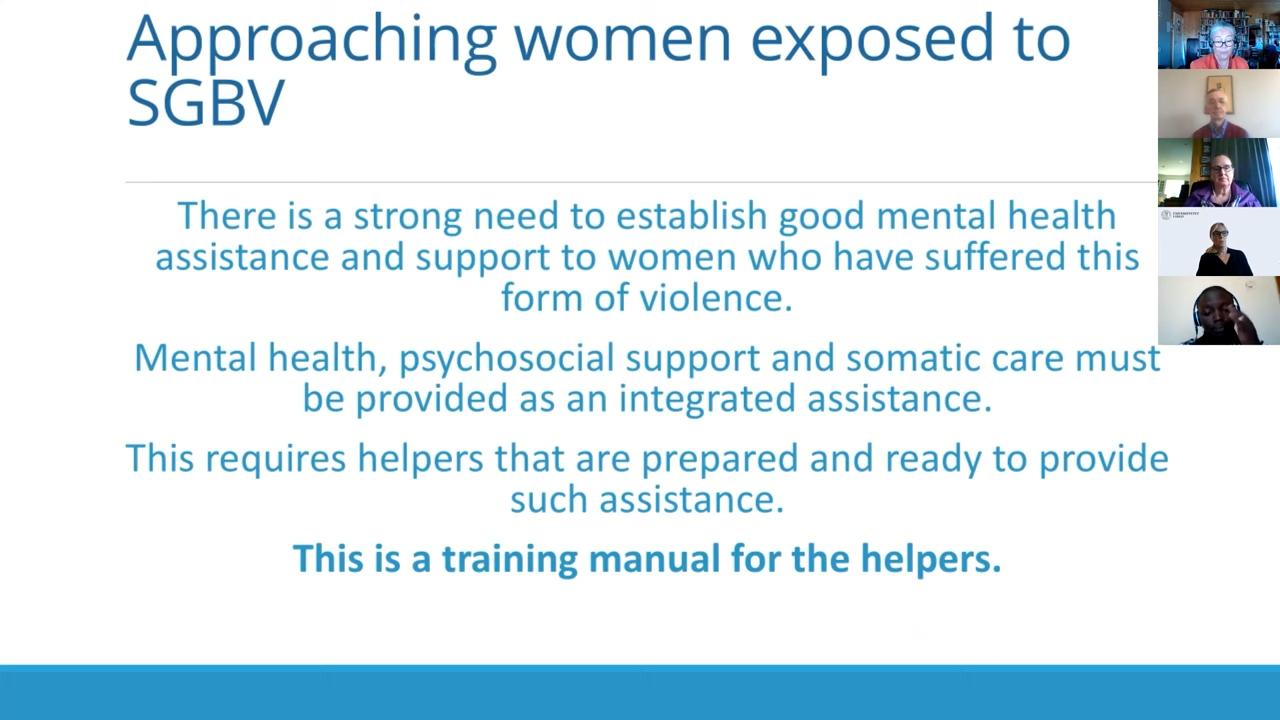 Approaching women exposed to
SGBV
There is a strong need to establish good mental health
assistance and support to women who have suffered this
form of violence.
Mental health, psychosocial support and somatic care must
be provided as an integrated assistance.
This requires helpers that are prepared and ready to provide
such assistance.
This is a training manual for the helpers.